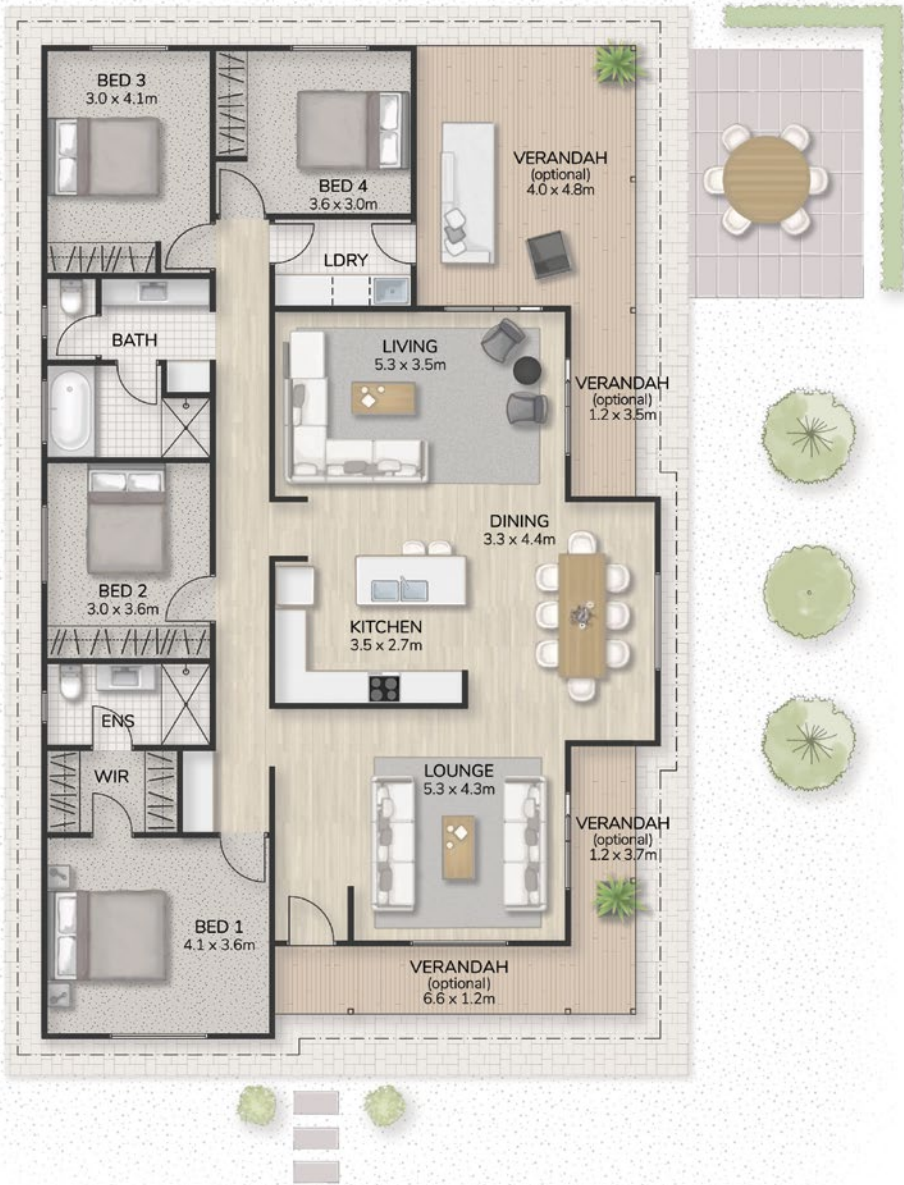 BED 3
3.0 x 4.1m
BED 4
3.6 x 3.0m
VERANDAH
(optional)
4.0 x 4.8m
LDRY
BATH
LIVING
5.3 x 3.5m
VERANDAH
(optional)
1.2 x 3.5m
DINING
3.3 x 4.4m
BED 2
3.0 x 3.6m
KITCHEN
3.5 x 2.7m
ENS
WIR
LOUNGE
5.3 x 4.3m
VERANDAH
(optional)
1.2 x 3.7m
BED 1
4.1 x 3.6m
VERANDAH
(optional)
6.6 x 1.2m